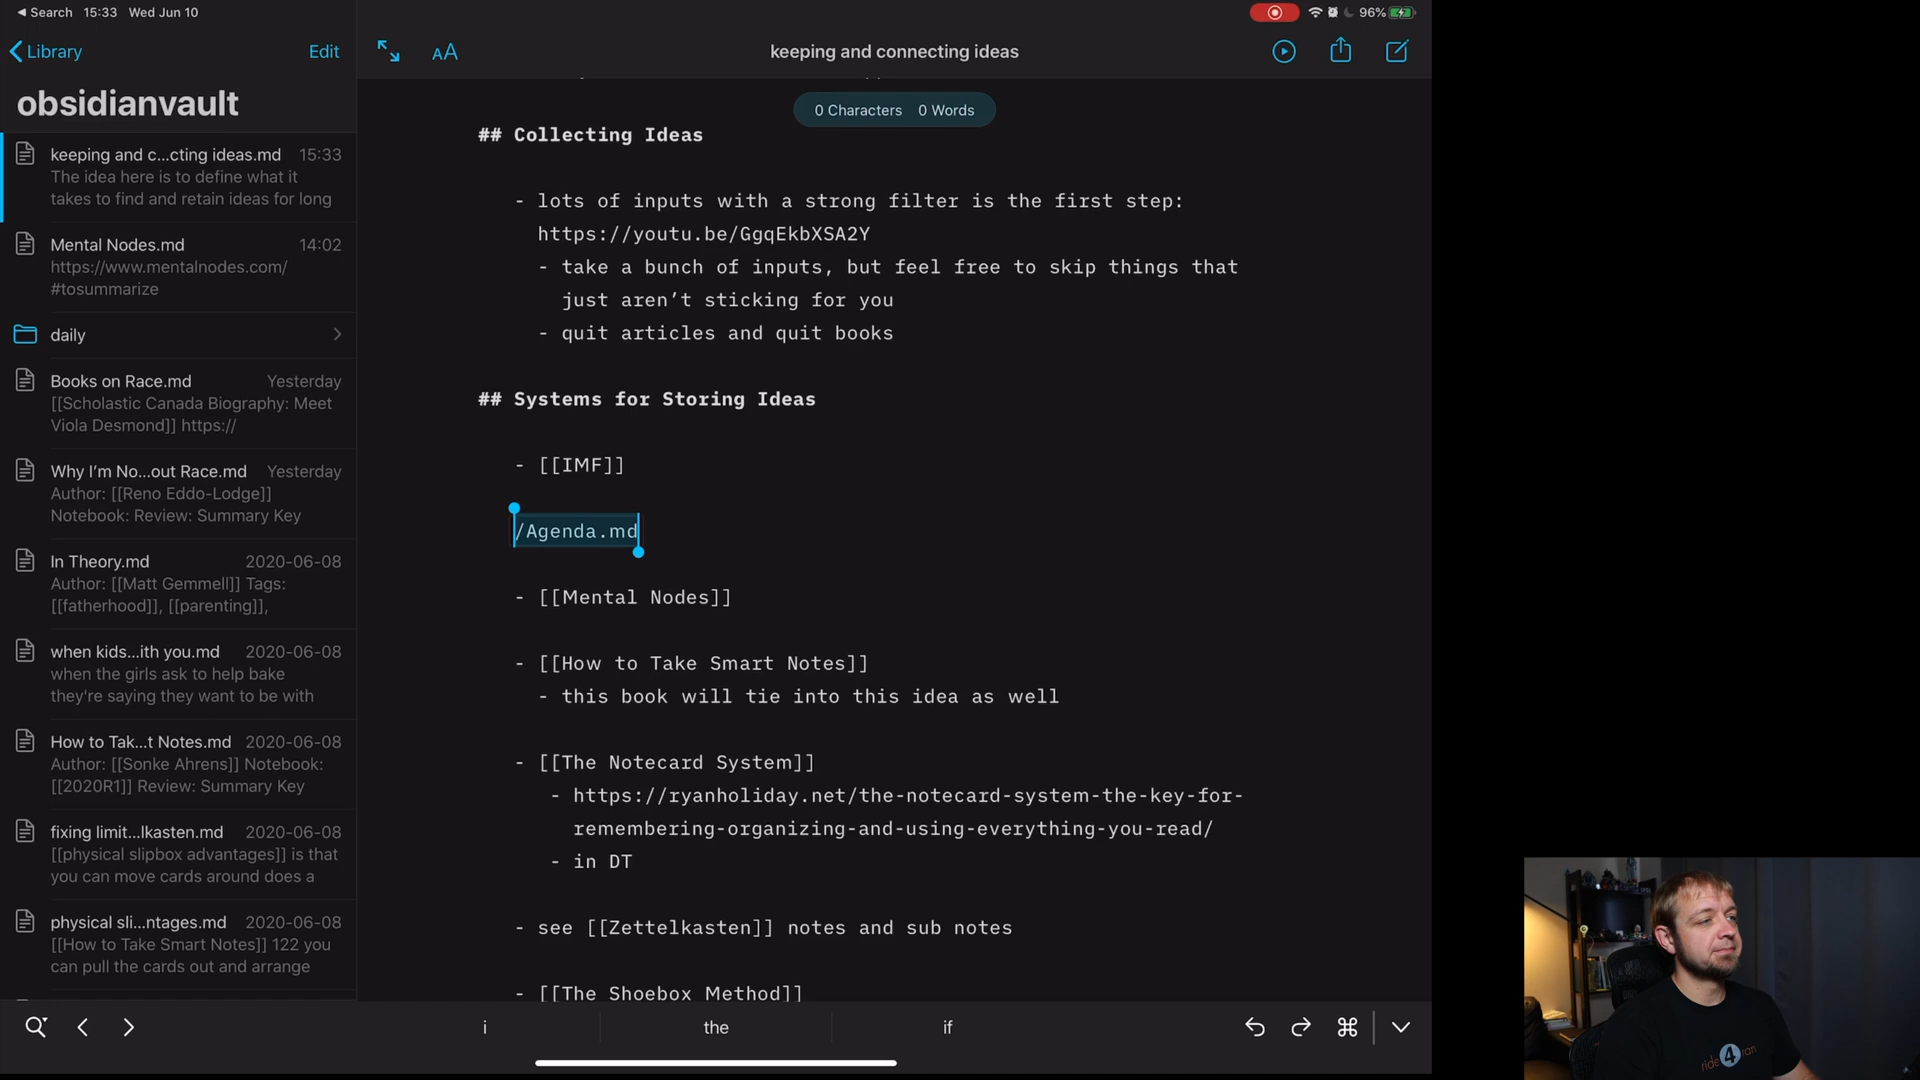 Search 15:33 Wed Jun 10
96%
Library
Edit
AA
keeping and connecting ideas
obsidianvault
0 Characters 0 Words
keeping and c...cting ideas.md 15:33
The idea here is to define what it
takes to find and retain ideas for long
Mental Nodes.md 14:02
https://www.mentalnodes.com/
#tosummarize
daily
Books on Race.md Yesterday
[[Scholastic Canada Biography: Meet
Viola Desmond]] https://
Why I'm No...out Race.md Yesterday
Author: [[Reno Eddo-Lodge]]
Notebook: Review: Summary Key
In Theory.md 2020-06-08
Author: [[Matt Gemmell]] Tags:
[[fatherhood]], [[parenting]],
when kids...ith you.md 2020-06-08
when the girls ask to help bake
they're saying they want to be with
How to Tak...t Notes.md 2020-06-08
Author: [[Sonke Ahrens]] Notebook:
[[2020R1]] Review: Summary Key
fixing limit...lkasten.md 2020-06-08
[[physical slipbox advantages]] is that
you can move cards around does a
physical sli...ntages.md 2020-06-08
[[How to Take Smart Notes]] 122 you
can pull the cards out and arrange
## Collecting Ideas
- lots of inputs with a strong filter is the first step:
https://youtu.be/GgqEkbXSA2Y
- take a bunch of inputs, but feel free to skip things that
just aren't sticking for you
- quit articles and quit books
## Systems for Storing Ideas
- [[IMF]]
/Agenda.md
- [[Mental Nodes]]
- [[How to Take Smart Notes]]
- this book will tie into this idea as well
- [[The Notecard System]]
- https://ryanholiday.net/the-notecard-system-the-key-for-
remembering-organizing-and-using-everything-you-read/
- in DT
- see [[Zettelkasten]] notes and sub notes
- [[The Shoebox Method]]
i the if
ride 4 ran